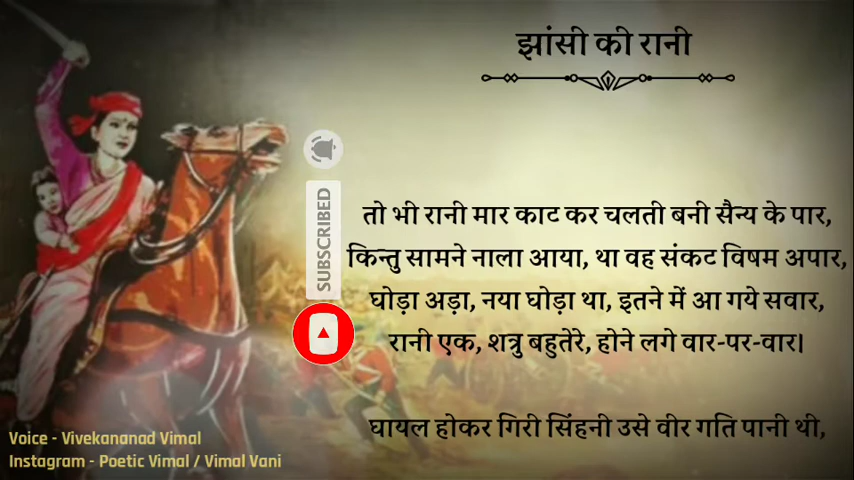 झांसी की रानी
तो भी रानी मार काट कर चलती बनी सैन्य के पार,
किन्तु सामने नाला आया, था वह संकट विषम अपार,
घोड़ा अड़ा, नया घोड़ा था, इतने में आ गये सवार,
रानी एक, शत्रु बहुतेरे, होने लगे वार-पर-वार।
घायल होकर गिरी सिंहनी उसे वीर गति पानी थी,
SUBSCRIBED
Voice - Vivekananad Vimal
Instagram - Poetic Vimal / Vimal Vani